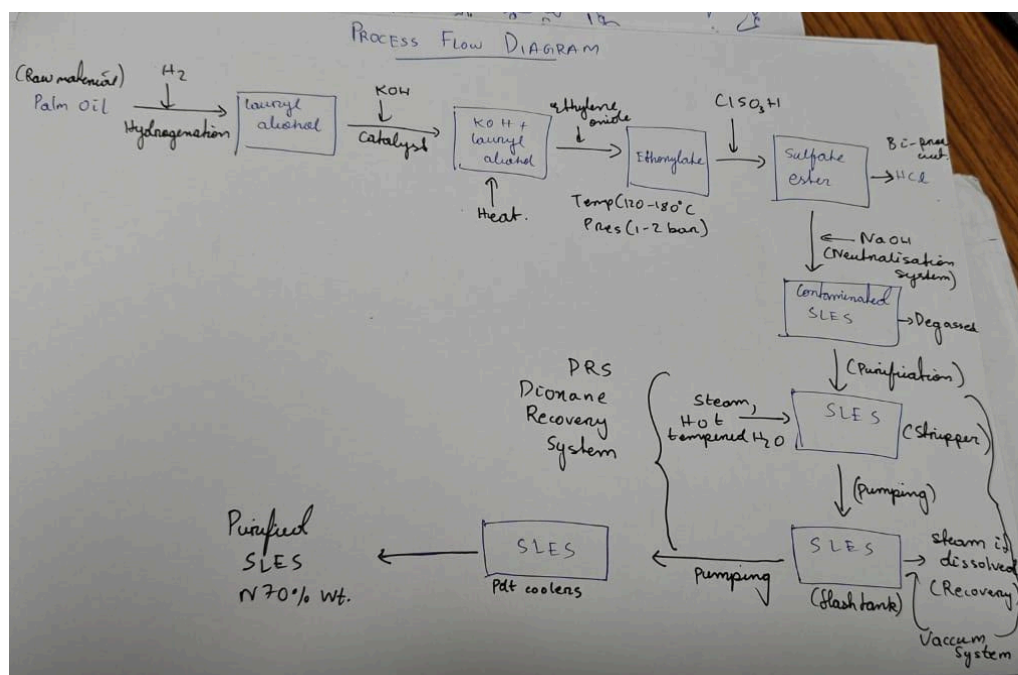 PROCESS FLOW DIAGRAM
(Raw material)
Palm Oil
H2
Hydrogenation
Lauryl
alcohol
KOH
Catalyst
KOH +
lauryl
alcohol
Heat.
ethylene
oxide
Ethoxylate
Temp(120-180°C
Pres(1-2 bar)
ClSO3H
Sulfate
ester
Bi-product.
HCl
NaOH
(Neutralisation
System)
Contaminated
SLES
Degassed
(Purification)
DRS
Dioxane
Recovery
System
Steam,
Hot
tempered H2O
SLES
(Stripper)
(Pumping)
SLES
(flash tank)
steam is
dissolved
(Recovery)
Vaccum
System
Pumping
SLES
Pdt coolers
Purified
SLES
~70% wt.